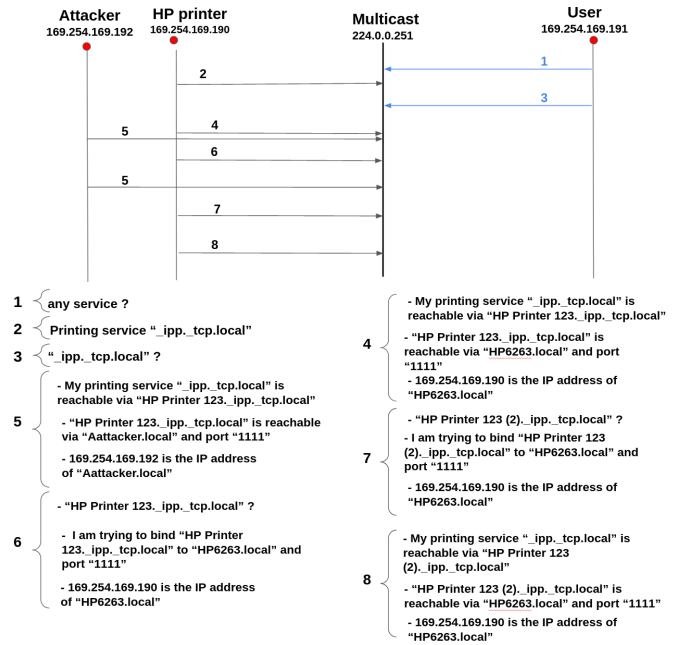 Attacker
169.254.169.192
HP printer
169.254.169.190
Multicast
224.0.0.251
User
169.254.169.191
1
2
3
4
5
6
5
7
8
1
any service ?
2
Printing service “_ipp._tcp.local”
3
“_ipp._tcp.local” ?
5
- My printing service “_ipp._tcp.local” is
reachable via “HP Printer 123._ipp._tcp.local”
- “HP Printer 123._ipp._tcp.local” is reachable
via “Aattacker.local” and port “1111”
- 169.254.169.192 is the IP address
of “Aattacker.local”
6
- “HP Printer 123._ipp._tcp.local” ?
- I am trying to bind “HP Printer
123._ipp._tcp.local” to “HP6263.local” and
port “1111”
- 169.254.169.190 is the IP address
of “HP6263.local”
4
- My printing service “_ipp._tcp.local” is
reachable via “HP Printer 123._ipp._tcp.local”
- “HP Printer 123._ipp._tcp.local” is
reachable via “HP6263.local” and port
“1111”
- 169.254.169.190 is the IP address of
“HP6263.local”
7
- “HP Printer 123 (2)._ipp._tcp.local” ?
- I am trying to bind “HP Printer 123
(2)._ipp._tcp.local” to “HP6263.local” and
port “1111”
- 169.254.169.190 is the IP address of
“HP6263.local”
8
- My printing service “_ipp._tcp.local” is
reachable via “HP Printer 123
(2)._ipp._tcp.local”
- “HP Printer 123 (2)._ipp._tcp.local” is
reachable via “HP6263.local” and port “1111”
- 169.254.169.190 is the IP address of
“HP6263.local”